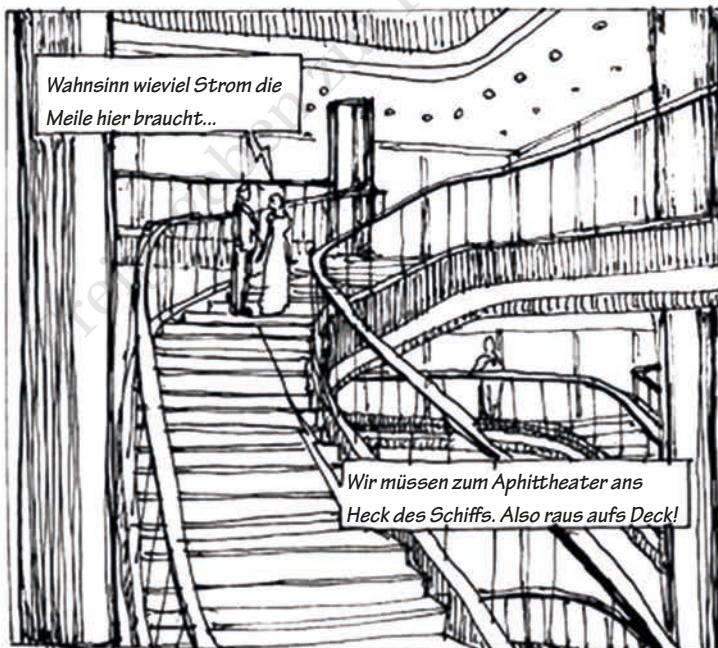 Wahnsinn wieviel Strom die
Meile hier braucht...
Wir müssen zum Aphittheater ans
Heck des Schiffs. Also raus aufs Deck!